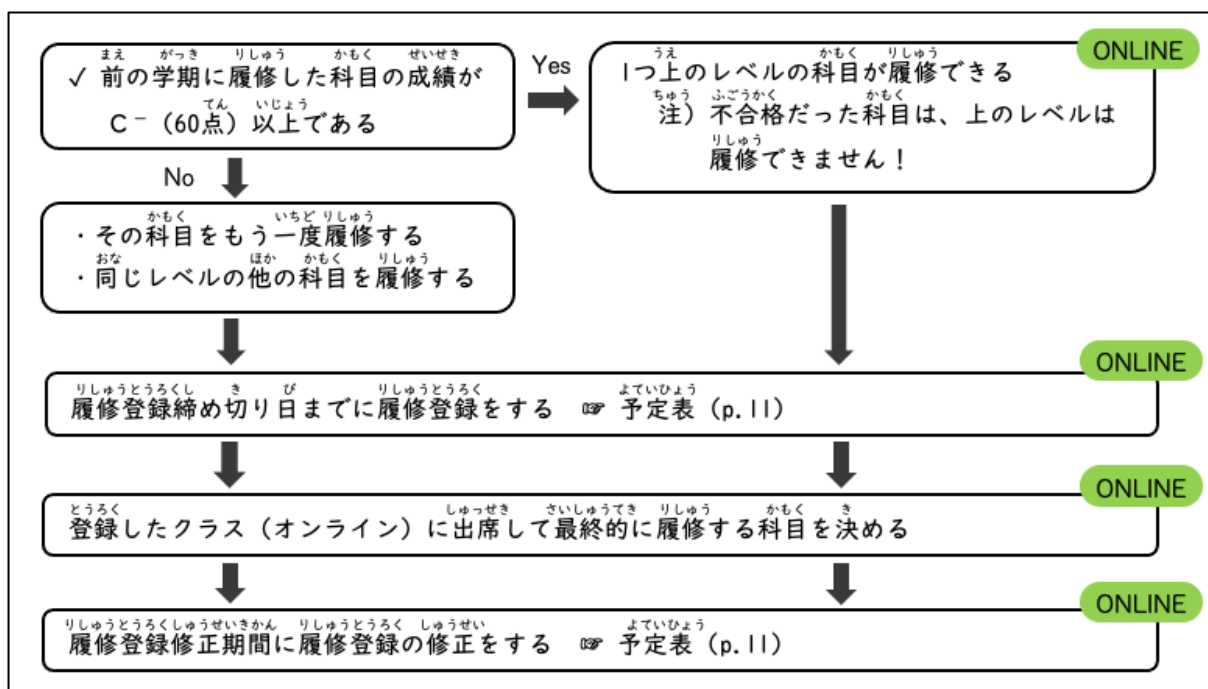 まえ がっき りしゅう かもく せいせき
✓ 前の学期に履修した科目の成績が
てん いじょう
C⁻（60点）以上である
Yes
ONLINE
うえ かもく りしゅう
1つ上のレベルの科目が履修できる
ちゅう ふごうかく かもく
注）不合格だった科目は、上のレベルは
りしゅう
履修できません！
No
かもく いちど りしゅう
・その科目をもう一度履修する
おな ほか かもく りしゅう
・同じレベルの他の科目を履修する
ONLINE
りしゅうとうろくし き び りしゅうとうろく よていひょう
履修登録締め切り日までに履修登録をする ☞ 予定表 (p.11)
ONLINE
とうろく しゅっせき さいしゅうてき りしゅう かもく き
登録したクラス（オンライン）に出席して最終的に履修する科目を決める
ONLINE
りしゅうとうろくしゅうせいきかん りしゅうとうろく しゅうせい よていひょう
履修登録修正期間に履修登録の修正をする ☞ 予定表 (p.11)